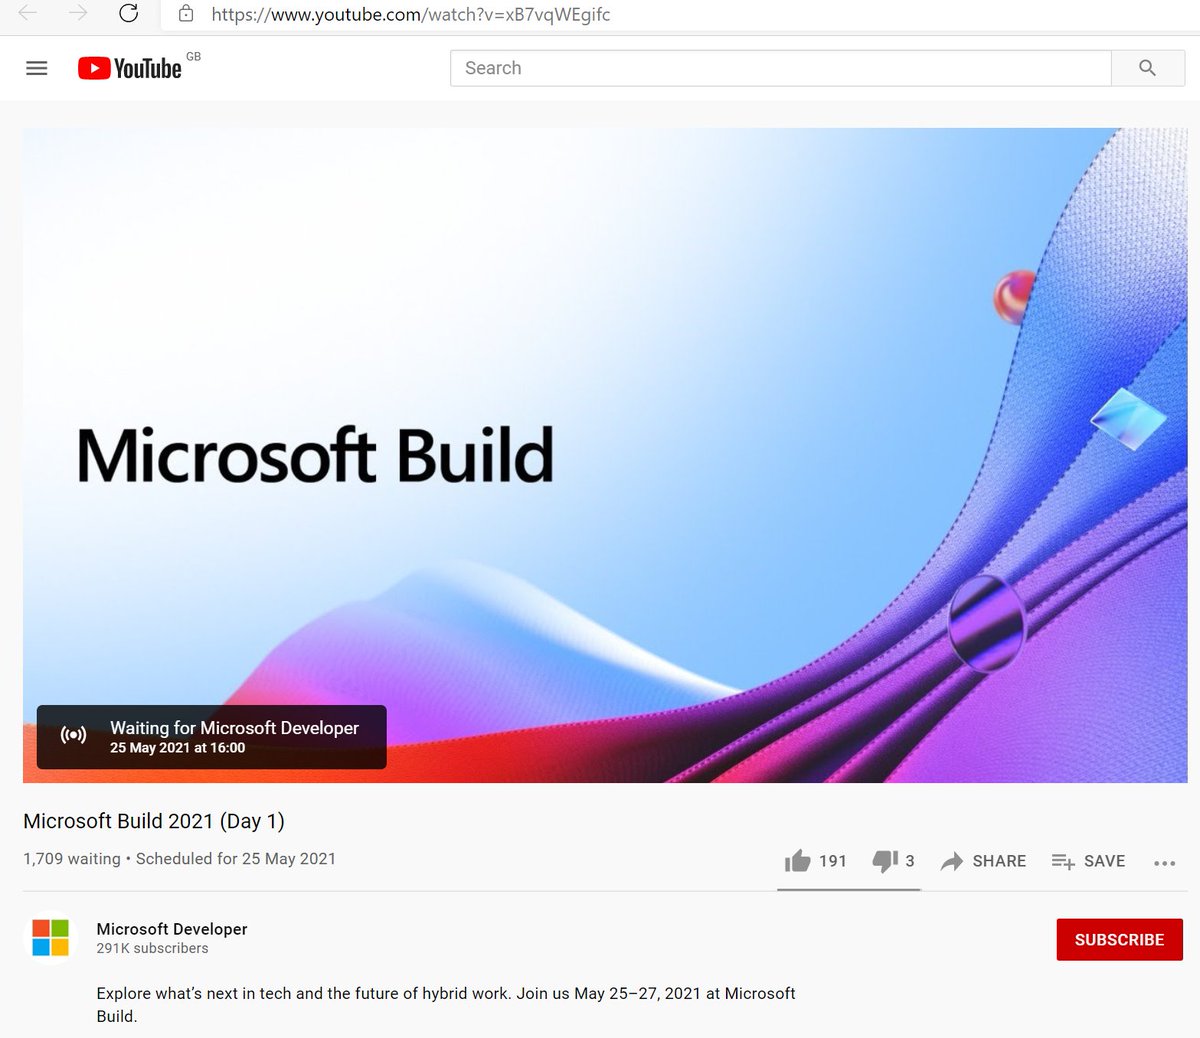 https://www.youtube.com/watch?v=xB7vqWEgifc
YouTube GB
Search
Microsoft Build
Waiting for Microsoft Developer
25 May 2021 at 16:00
Microsoft Build 2021 (Day 1)
1,709 waiting • Scheduled for 25 May 2021
191 3 SHARE SAVE
Microsoft Developer
291K subscribers
SUBSCRIBE
Explore what’s next in tech and the future of hybrid work. Join us May 25–27, 2021 at Microsoft
Build.